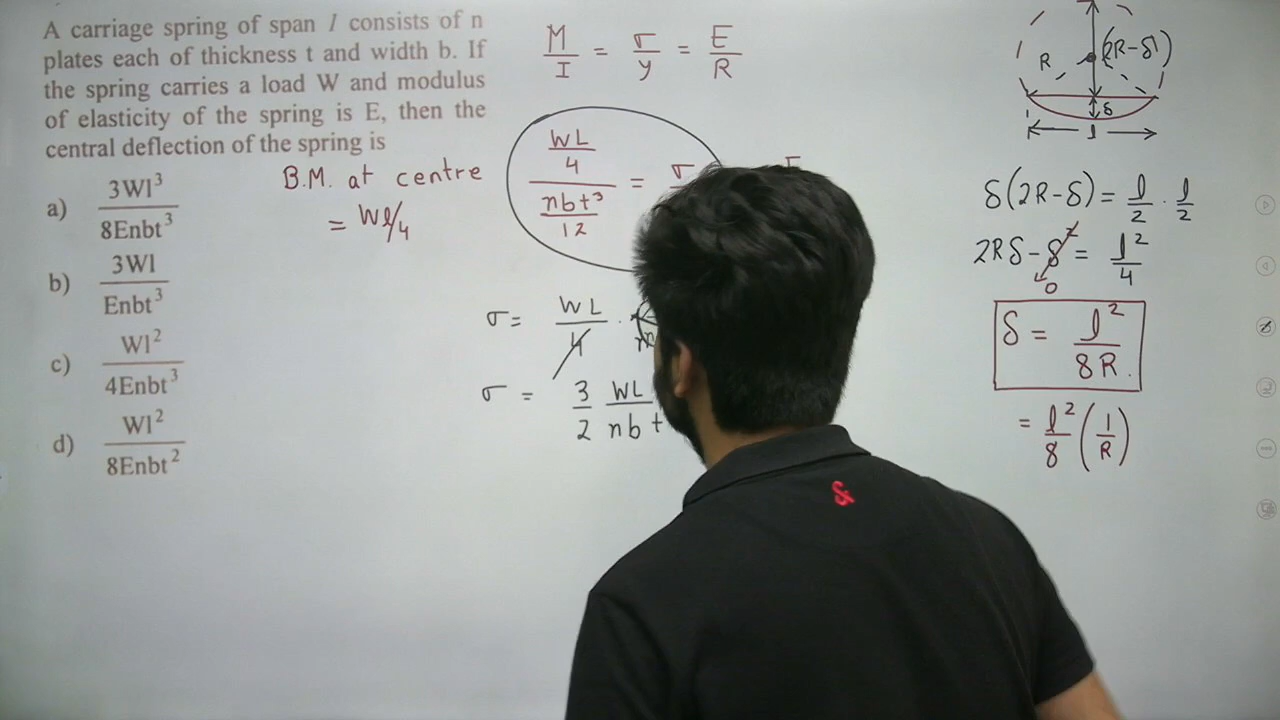 A carriage spring of span l consists of n
plates each of thickness t and width b. If
the spring carries a load W and modulus
of elasticity of the spring is E, then the
central deflection of the spring is
a) 3Wl³ / 8Enbt³
b) 3Wl / Enbt³
c) Wl² / 4Enbt³
d) Wl² / 8Enbt²
B.M. at centre
= Wl/4
M/I = σ/y = E/R
WL/4 / nbt³/12 = σ
σ = WL/4 ·
σ = 3/2 WL/nbt
R
(2R-δ)
δ
l
δ(2R-δ) = l/2 · l/2
2Rδ - δ² = l²/4
0
δ = l²/8R.
= l²/8 (1/R)
&